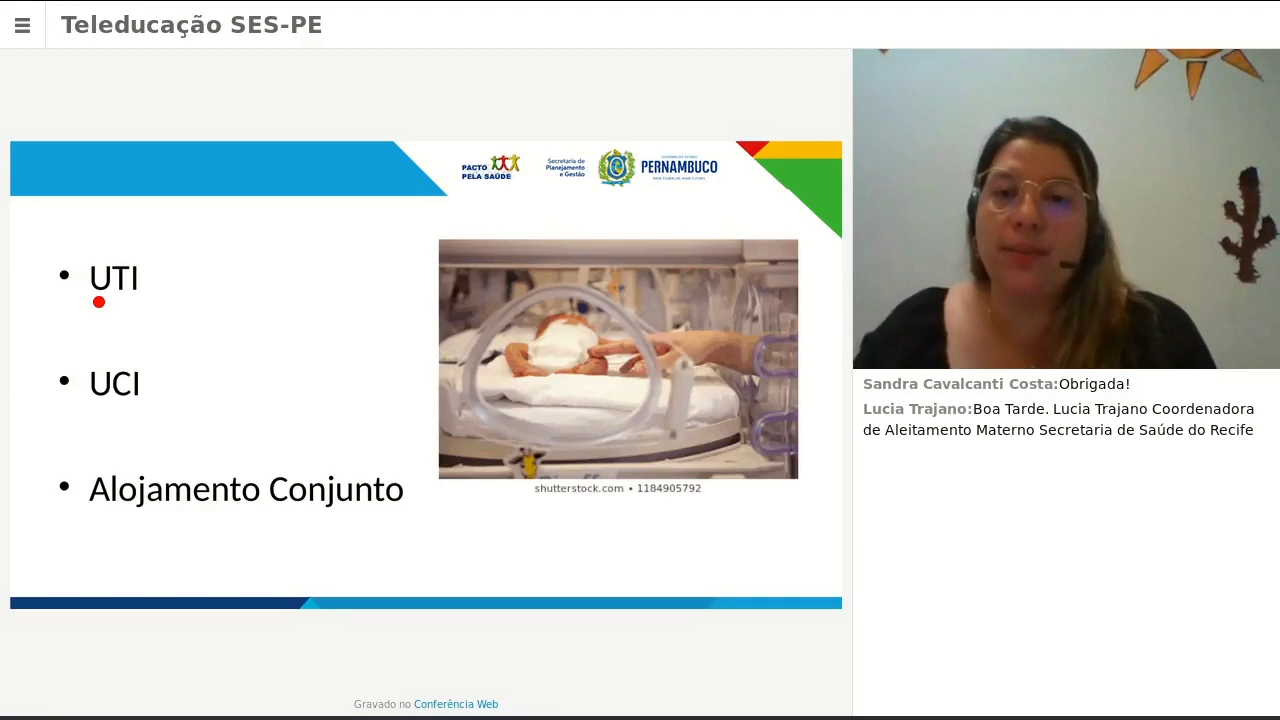 Teleducação SES-PE
PACTO
PELA SAÚDE
Secretaria de
Planejamento
e Gestão
PERNAMBUCO
• UTI
• UCI
• Alojamento Conjunto
shutterstock.com • 1184905792
Sandra Cavalcanti Costa:Obrigada!
Lucia Trajano:Boa Tarde. Lucia Trajano Coordenadora
de Aleitamento Materno Secretaria de Saúde do Recife
Gravado no Conferência Web